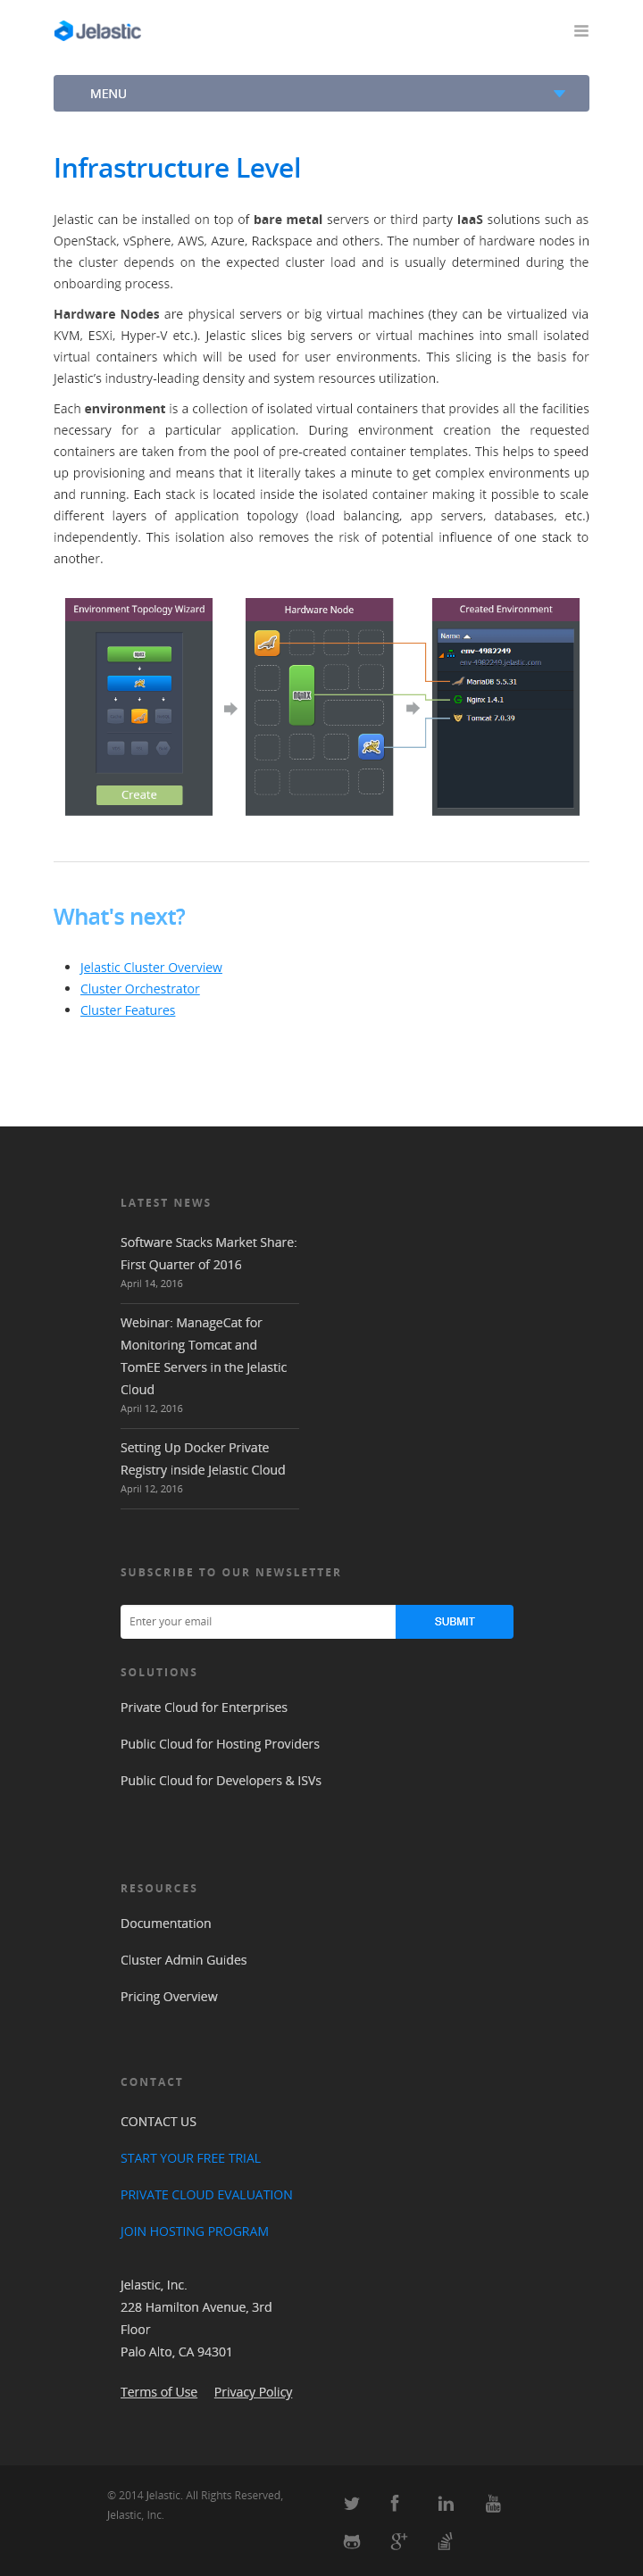 Jelastic
MENU
Infrastructure Level
Jelastic can be installed on top of bare metal servers or third party IaaS solutions such as
OpenStack, vSphere, AWS, Azure, Rackspace and others. The number of hardware nodes in
the cluster depends on the expected cluster load and is usually determined during the
onboarding process.
Hardware Nodes are physical servers or big virtual machines (they can be virtualized via
KVM, ESXi, Hyper-V etc.). Jelastic slices big servers or virtual machines into small isolated
virtual containers which will be used for user environments. This slicing is the basis for
Jelastic's industry-leading density and system resources utilization.
Each environment is a collection of isolated virtual containers that provides all the facilities
necessary for a particular application. During environment creation the requested
containers are taken from the pool of pre-created container templates. This helps to speed
up provisioning and means that it literally takes a minute to get complex environments up
and running. Each stack is located inside the isolated container making it possible to scale
different layers of application topology (load balancing, app servers, databases, etc.)
independently. This isolation also removes the risk of potential influence of one stack to
another.
Environment Topology Wizard
NGINX
Create
Hardware Node
NGINX
Created Environment
Name
env-4982249
env-4982249.jelastic.com
MariaDB 5.5.31
Nginx 1.4.1
Tomcat 7.0.39
What's next?
Jelastic Cluster Overview
Cluster Orchestrator
Cluster Features
LATEST NEWS
Software Stacks Market Share:
First Quarter of 2016
April 14, 2016
Webinar: ManageCat for
Monitoring Tomcat and
TomEE Servers in the Jelastic
Cloud
April 12, 2016
Setting Up Docker Private
Registry inside Jelastic Cloud
April 12, 2016
SUBSCRIBE TO OUR NEWSLETTER
Enter your email
SUBMIT
SOLUTIONS
Private Cloud for Enterprises
Public Cloud for Hosting Providers
Public Cloud for Developers & ISVs
RESOURCES
Documentation
Cluster Admin Guides
Pricing Overview
CONTACT
CONTACT US
START YOUR FREE TRIAL
PRIVATE CLOUD EVALUATION
JOIN HOSTING PROGRAM
Jelastic, Inc.
228 Hamilton Avenue, 3rd
Floor
Palo Alto, CA 94301
Terms of Use Privacy Policy
© 2014 Jelastic. All Rights Reserved,
Jelastic, Inc.
You
Tube